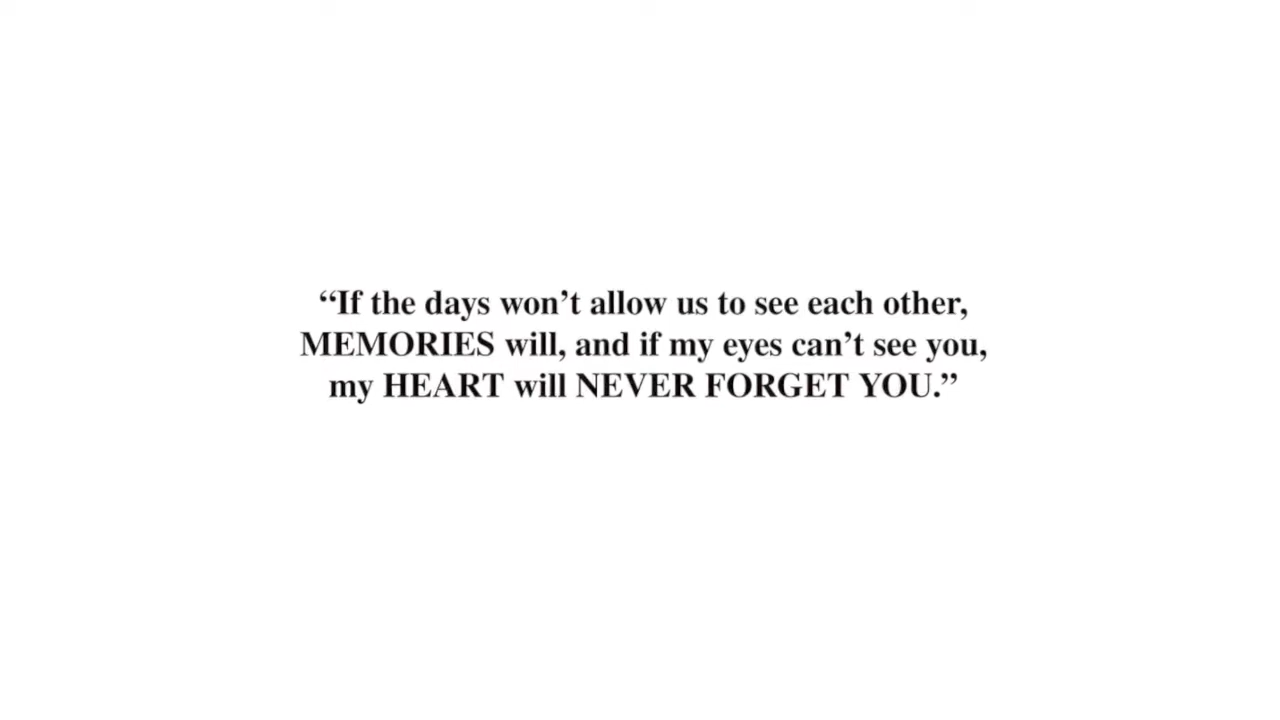 “If the days won’t allow us to see each other,
MEMORIES will, and if my eyes can’t see you,
my HEART will NEVER FORGET YOU.”